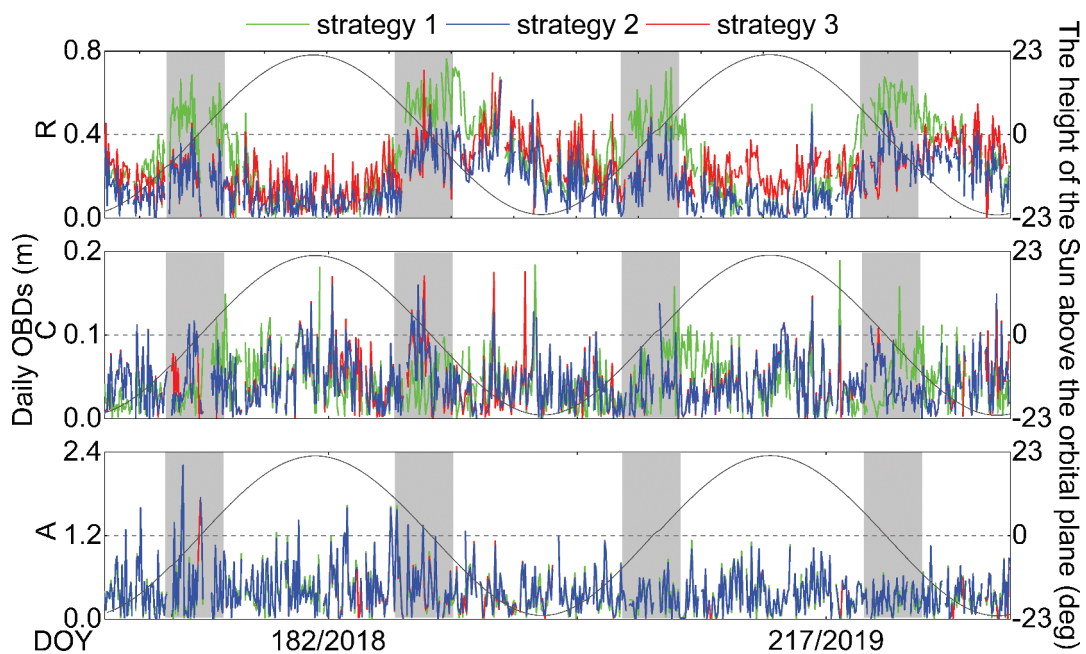 strategy 1 strategy 2 strategy 3
0.8 23
R 0.4 0
0.0 -23
0.2 23
C 0.1 0
0.0 -23
2.4 23
A 1.2 0
0.0 -23
DOY 182/2018 217/2019
Daily OBDs (m)
The height of the Sun above the orbital plane (deg)